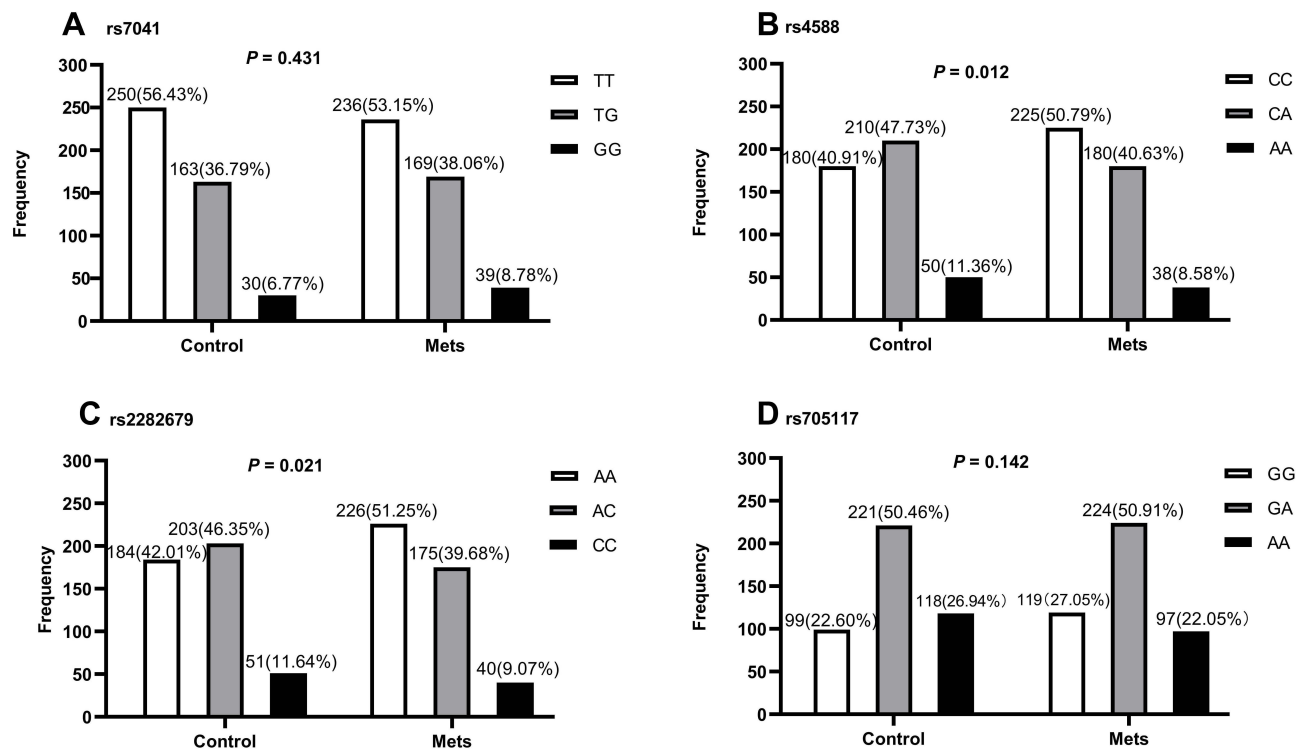 A rs7041
P = 0.431
300
250
200
150
100
50
0
Frequency
250(56.43%)
163(36.79%)
30(6.77%)
236(53.15%)
169(38.06%)
39(8.78%)
Control
Mets
TT
TG
GG
B rs4588
P = 0.012
300
250
200
150
100
50
0
Frequency
180(40.91%)
210(47.73%)
50(11.36%)
225(50.79%)
180(40.63%)
38(8.58%)
Control
Mets
CC
CA
AA
C rs2282679
P = 0.021
300
250
200
150
100
50
0
Frequency
184(42.01%)
203(46.35%)
51(11.64%)
226(51.25%)
175(39.68%)
40(9.07%)
Control
Mets
AA
AC
CC
D rs705117
P = 0.142
300
250
200
150
100
50
0
Frequency
99(22.60%)
221(50.46%)
118(26.94%）
119（27.05%)
224(50.91%)
97(22.05%）
Control
Mets
GG
GA
AA